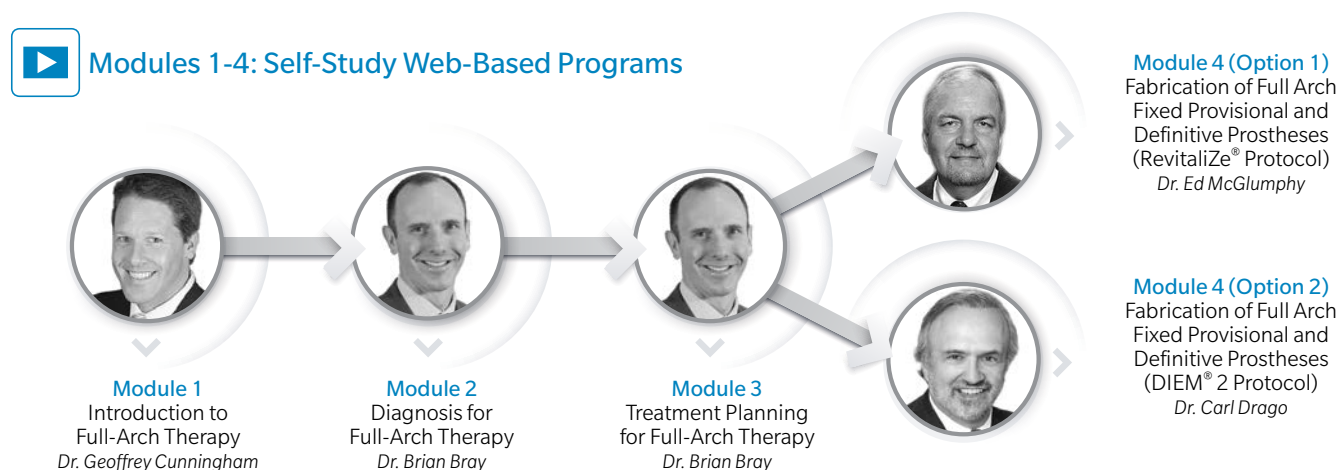 Modules 1-4: Self-Study Web-Based Programs
Module 1
Introduction to
Full-Arch Therapy
Dr. Geoffrey Cunningham
Module 2
Diagnosis for
Full-Arch Therapy
Dr. Brian Bray
Module 3
Treatment Planning
for Full-Arch Therapy
Dr. Brian Bray
Module 4 (Option 1)
Fabrication of Full Arch
Fixed Provisional and
Definitive Prostheses
(RevitaliZe® Protocol)
Dr. Ed McGlumphy
Module 4 (Option 2)
Fabrication of Full Arch
Fixed Provisional and
Definitive Prostheses
(DIEM® 2 Protocol)
Dr. Carl Drago